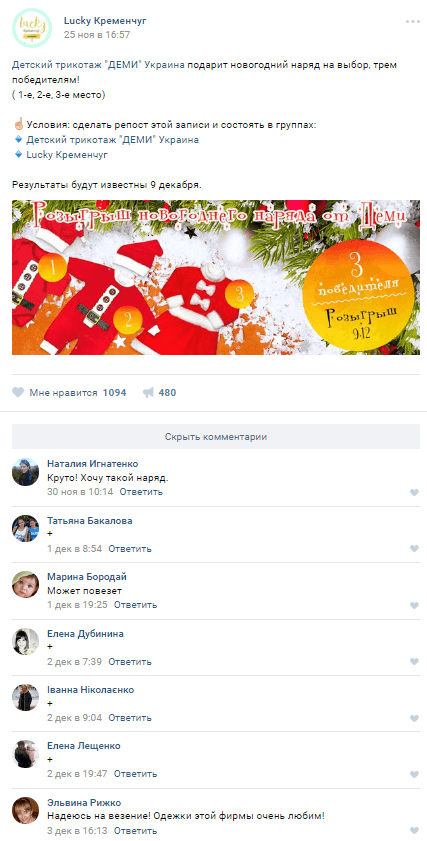 lucky
Lucky Кременчуг
25 ноя в 16:57
Детский трикотаж "ДЕМИ" Украина подарит новогодний наряд на выбор, трем
победителям!
( 1-е, 2-е, 3-е место)
☝Условия: сделать репост этой записи и состоять в группах:
🔹 Детский трикотаж "ДЕМИ" Украина
🔹 Lucky Кременчуг
Результаты будут известны 9 декабря.
Розыгрыш новогоднего наряда от Деми
1
2
3
3
победителя
Розыгрыш
9.12
Мне нравится 1094 480
Скрыть комментарии
Наталия Игнатенко
Круто! Хочу такой наряд.
30 ноя в 10:14 Ответить
Татьяна Бакалова
+
1 дек в 8:54 Ответить
Марина Бородай
Может повезет
1 дек в 19:25 Ответить
Елена Дубинина
+
2 дек в 7:39 Ответить
Іванна Ніколаєнко
+
2 дек в 9:04 Ответить
Елена Лещенко
+
2 дек в 19:47 Ответить
Эльвина Рижко
Надеюсь на везение! Одежки этой фирмы очень любим!
3 дек в 16:13 Ответить